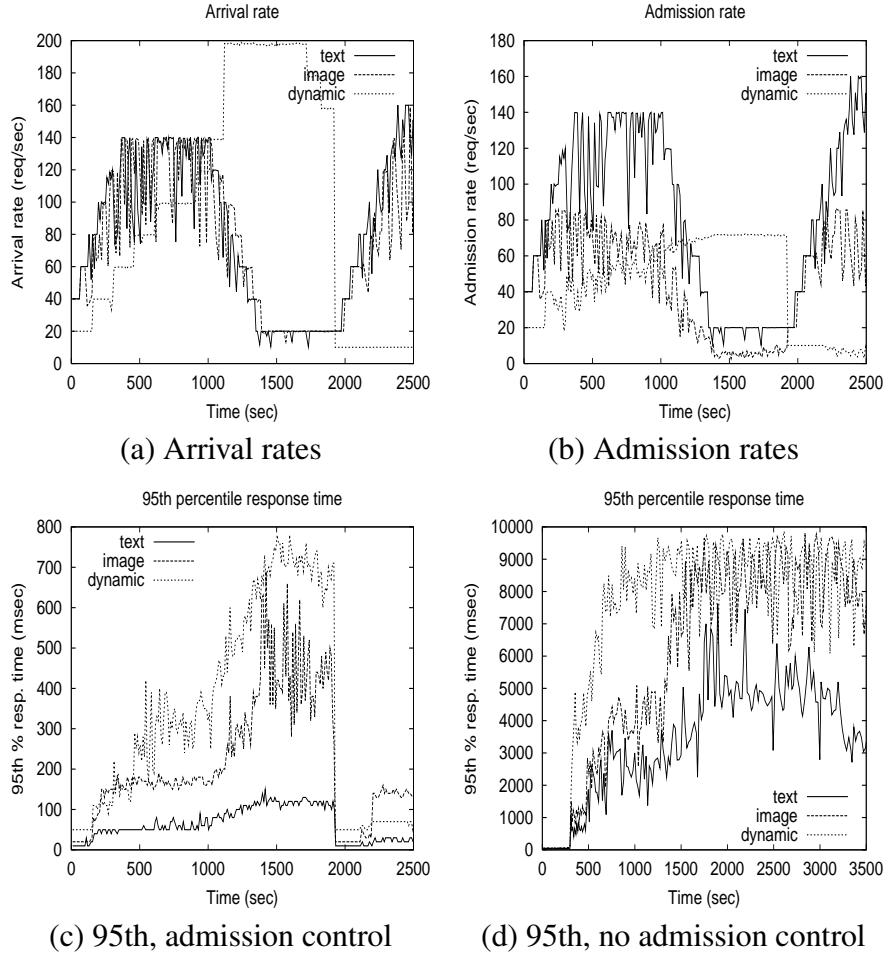 Arrival rate
Arrival rate (req/sec)
200
180
160
140
120
100
80
60
40
20
0
text
image
dynamic
0 500 1000 1500 2000 2500
Time (sec)
(a) Arrival rates
Admission rate
Admission rate (req/sec)
180
160
140
120
100
80
60
40
20
0
text
image
dynamic
0 500 1000 1500 2000 2500
Time (sec)
(b) Admission rates
95th percentile response time
95th % resp. time (msec)
800
700
600
500
400
300
200
100
0
text
image
dynamic
0 500 1000 1500 2000 2500
Time (sec)
(c) 95th, admission control
95th percentile response time
95th % resp. time (msec)
10000
9000
8000
7000
6000
5000
4000
3000
2000
1000
0
text
image
dynamic
0 500 1000 1500 2000 2500 3000 3500
Time (sec)
(d) 95th, no admission control